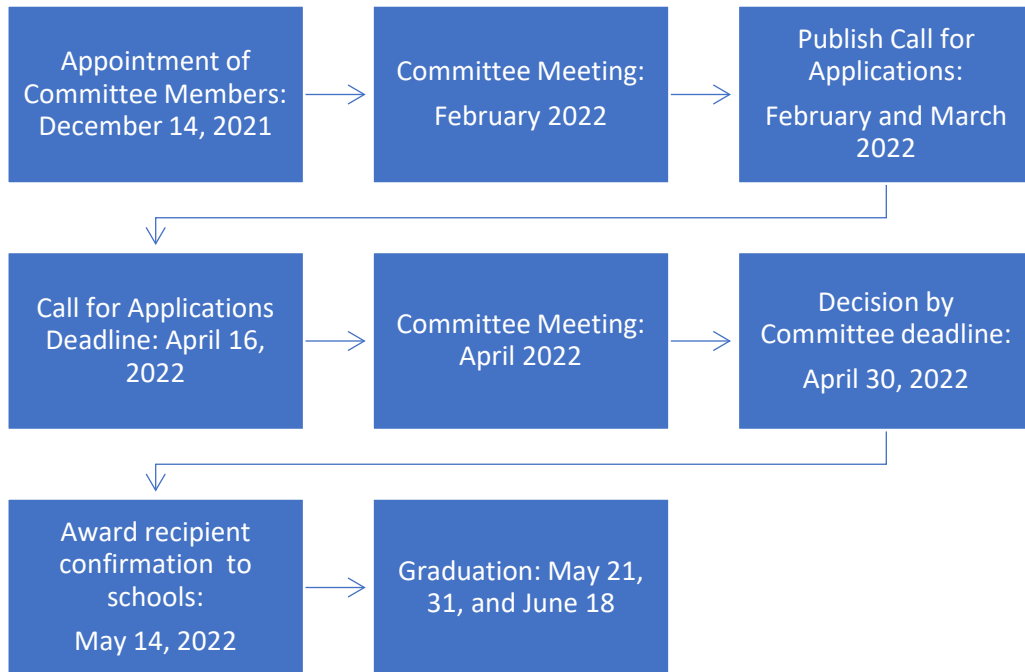 Appointment of
Committee Members:
December 14, 2021
Committee Meeting:
February 2022
Publish Call for
Applications:
February and March
2022
Call for Applications
Deadline: April 16,
2022
Committee Meeting:
April 2022
Decision by
Committee deadline:
April 30, 2022
Award recipient
confirmation to
schools:
May 14, 2022
Graduation: May 21,
31, and June 18